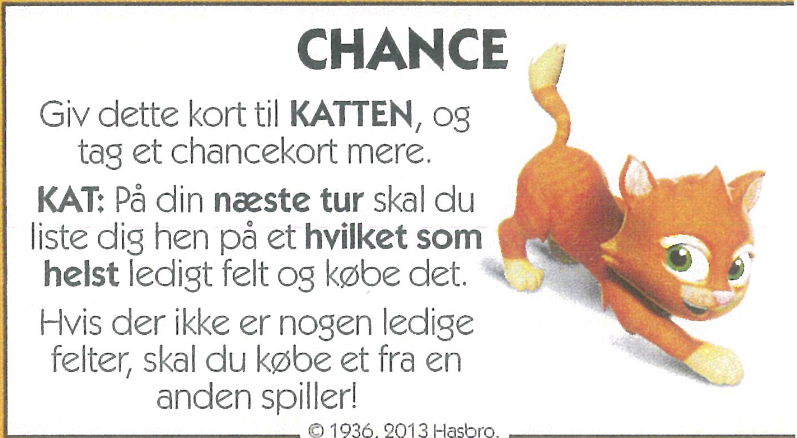 CHANCE
Giv dette kort til KATTEN, og
tag et chancekort mere.
KAT: På din næste tur skal du
liste dig hen på et hvilket som
helst ledigt felt og købe det.
Hvis der ikke er nogen ledige
felter, skal du købe et fra en
anden spiller!
© 1936, 2013 Hasbro.